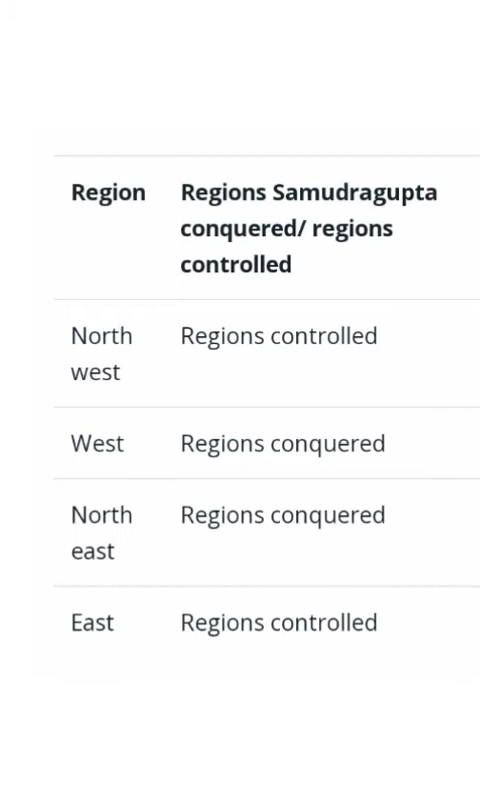 Region Regions Samudragupta
conquered/ regions
controlled
North Regions controlled
west
West Regions conquered
North Regions conquered
east
East Regions controlled